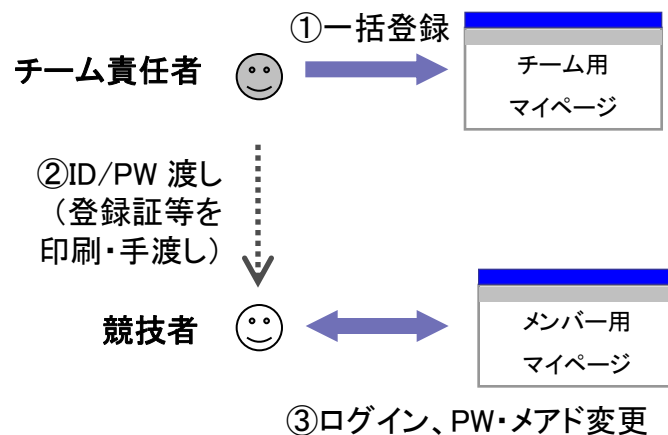 ①一括登録
チーム責任者
チーム用
マイページ
②ID/PW 渡し
（登録証等を
印刷・手渡し）
競技者
メンバー用
マイページ
③ログイン、PW・メアド変更